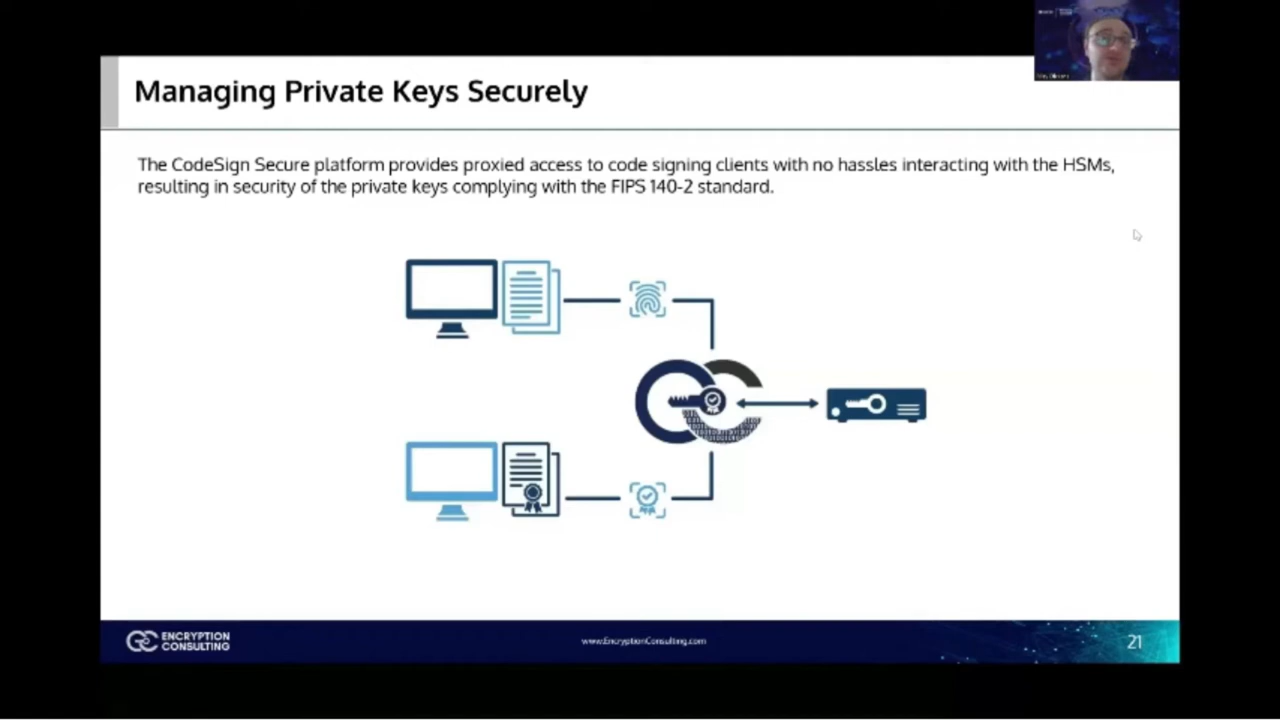 Managing Private Keys Securely
The CodeSign Secure platform provides proxied access to code signing clients with no hassles interacting with the HSMs,
resulting in security of the private keys complying with the FIPS 140-2 standard.
ENCRYPTION
CONSULTING
www.EncryptionConsulting.com
21